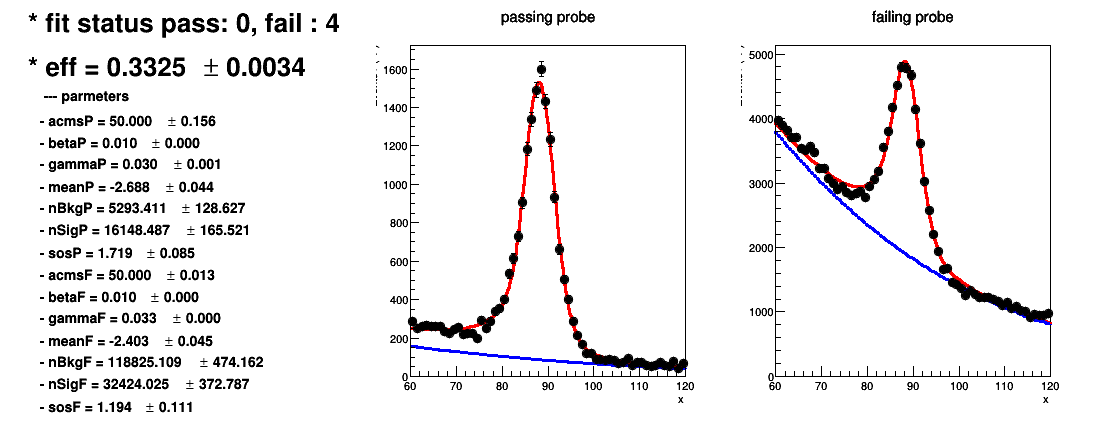 * fit status pass: 0, fail : 4
* eff = 0.3325 ± 0.0034
--- parmeters
- acmsP = 50.000 ± 0.156
- betaP = 0.010 ± 0.000
- gammaP = 0.030 ± 0.001
- meanP = -2.688 ± 0.044
- nBkgP = 5293.411 ± 128.627
- nSigP = 16148.487 ± 165.521
- sosP = 1.719 ± 0.085
- acmsF = 50.000 ± 0.013
- betaF = 0.010 ± 0.000
- gammaF = 0.033 ± 0.000
- meanF = -2.403 ± 0.045
- nBkgF = 118825.109 ± 474.162
- nSigF = 32424.025 ± 372.787
- sosF = 1.194 ± 0.111
passing probe
1600
1400
1200
1000
800
600
400
200
0
60 70 80 90 100 110 120
x
failing probe
5000
4000
3000
2000
1000
0
60 70 80 90 100 110 120
x